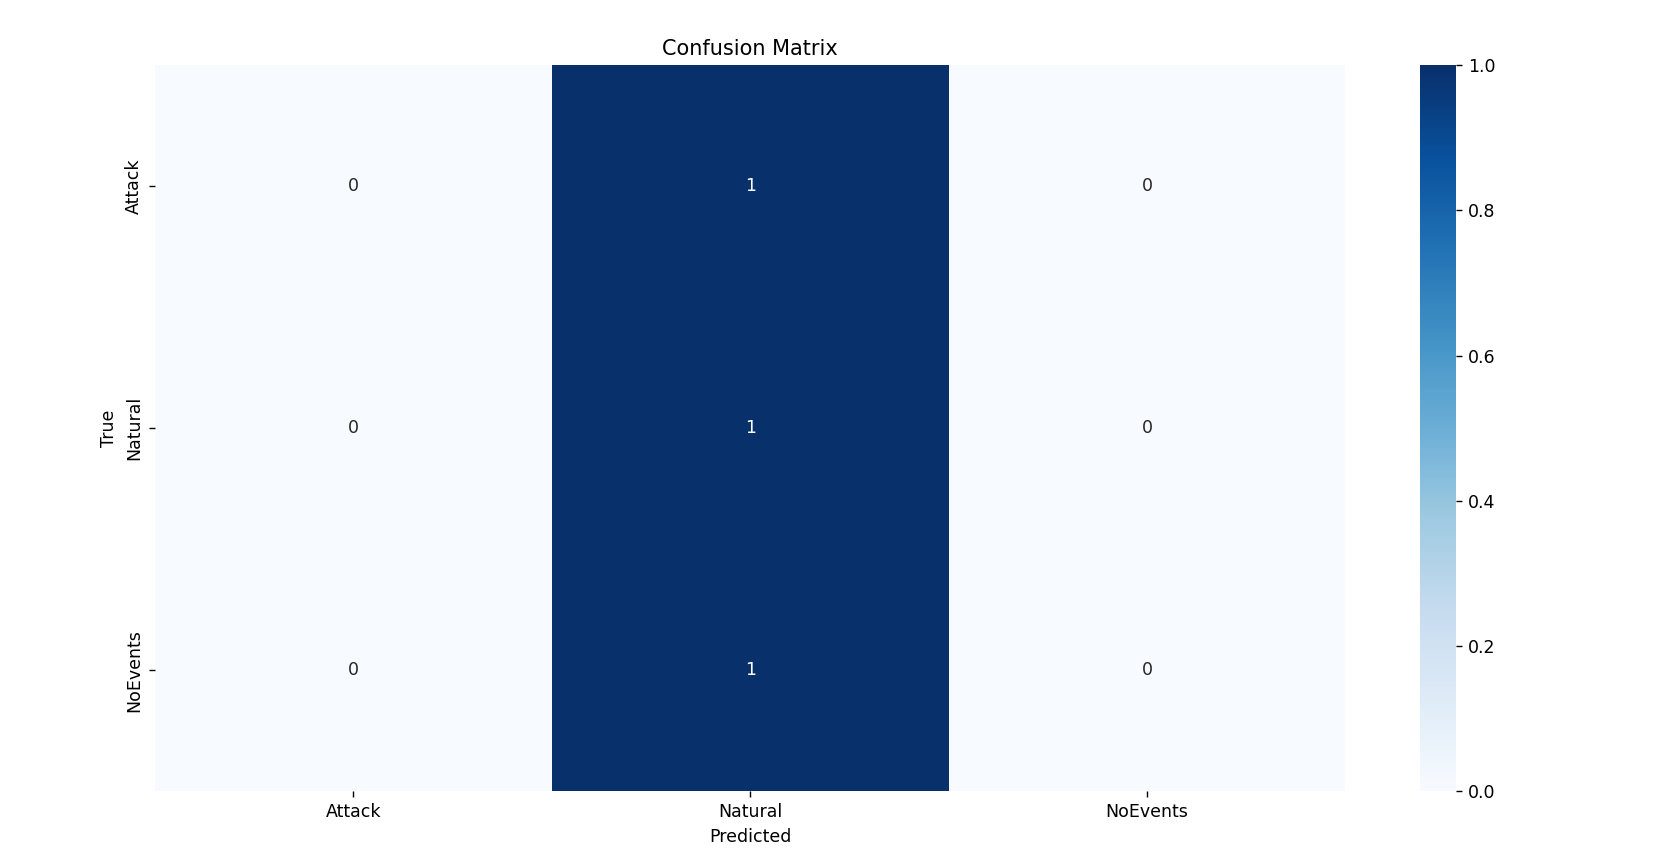 Confusion Matrix
True
Attack
0
1
0
Natural
0
1
0
NoEvents
0
1
0
Attack
Natural
NoEvents
Predicted
1.0
0.8
0.6
0.4
0.2
0.0